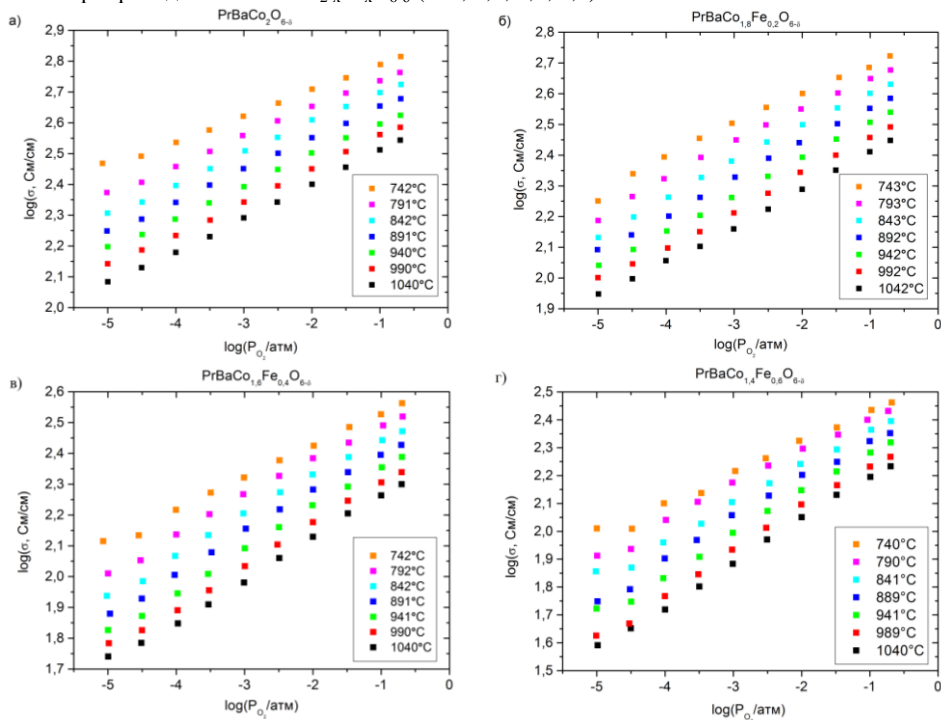 а)
PrBaCo₂O₆₋δ
log(σ, См/см)
2,9
2,8
2,7
2,6
2,5
2,4
2,3
2,2
2,1
2,0
742°C
791°C
842°C
891°C
940°C
990°C
1040°C
-5 -4 -3 -2 -1 0
log(P_O₂/атм)
б)
PrBaCo₁,₈Fe₀,₂O₆₋δ
log(σ, См/см)
2,8
2,7
2,6
2,5
2,4
2,3
2,2
2,1
2,0
1,9
743°C
793°C
843°C
892°C
942°C
992°C
1042°C
-5 -4 -3 -2 -1 0
log(P_O₂/атм)
в)
PrBaCo₁,₆Fe₀,₄O₆₋δ
log(σ, См/см)
2,6
2,5
2,4
2,3
2,2
2,1
2,0
1,9
1,8
1,7
742°C
792°C
842°C
891°C
941°C
990°C
1040°C
-5 -4 -3 -2 -1 0
log(P_O₂/атм)
г)
PrBaCo₁,₄Fe₀,₆O₆₋δ
log(σ, См/см)
2,5
2,4
2,3
2,2
2,1
2,0
1,9
1,8
1,7
1,6
1,5
740°C
790°C
841°C
889°C
941°C
989°C
1040°C
-5 -4 -3 -2 -1 0
log(P_O₂/атм)